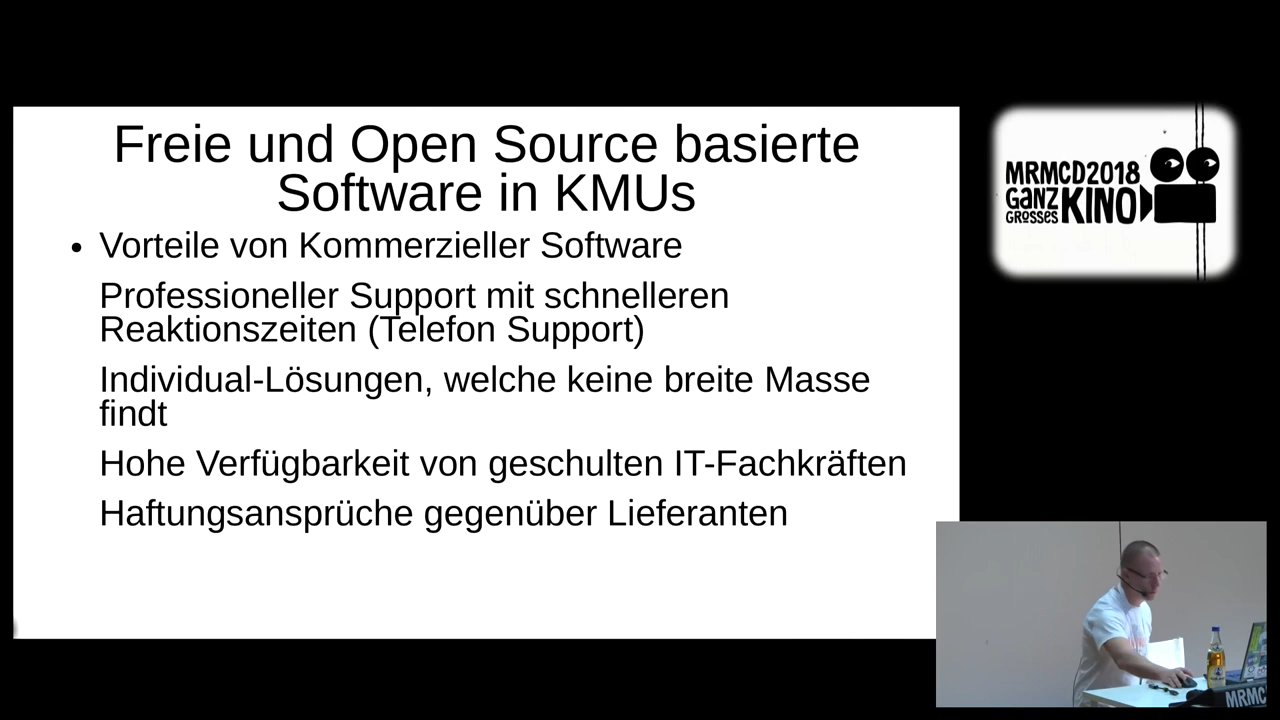 Freie und Open Source basierte
Software in KMUs
• Vorteile von Kommerzieller Software
Professioneller Support mit schnelleren
Reaktionszeiten (Telefon Support)
Individual-Lösungen, welche keine breite Masse
findt
Hohe Verfügbarkeit von geschulten IT-Fachkräften
Haftungsansprüche gegenüber Lieferanten
MRMCD2018
GANZ
GROSSES
KINO
MRMC